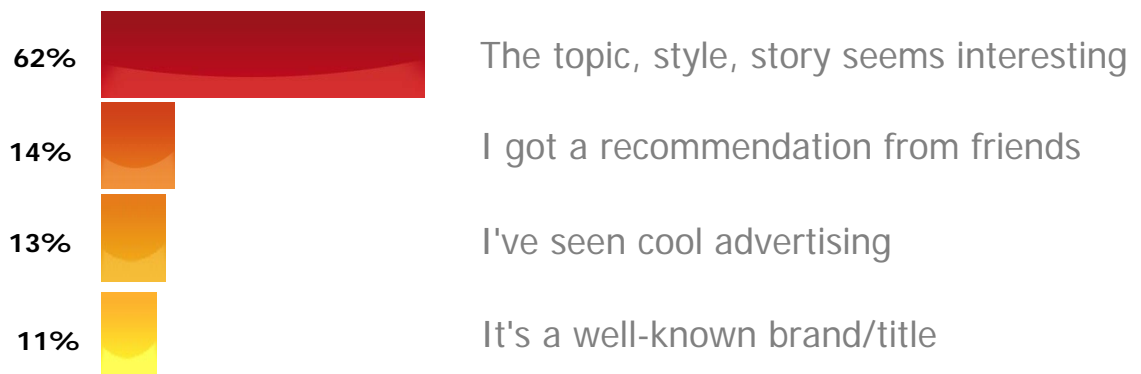 62% The topic, style, story seems interesting
14% I got a recommendation from friends
13% I've seen cool advertising
11% It's a well-known brand/title